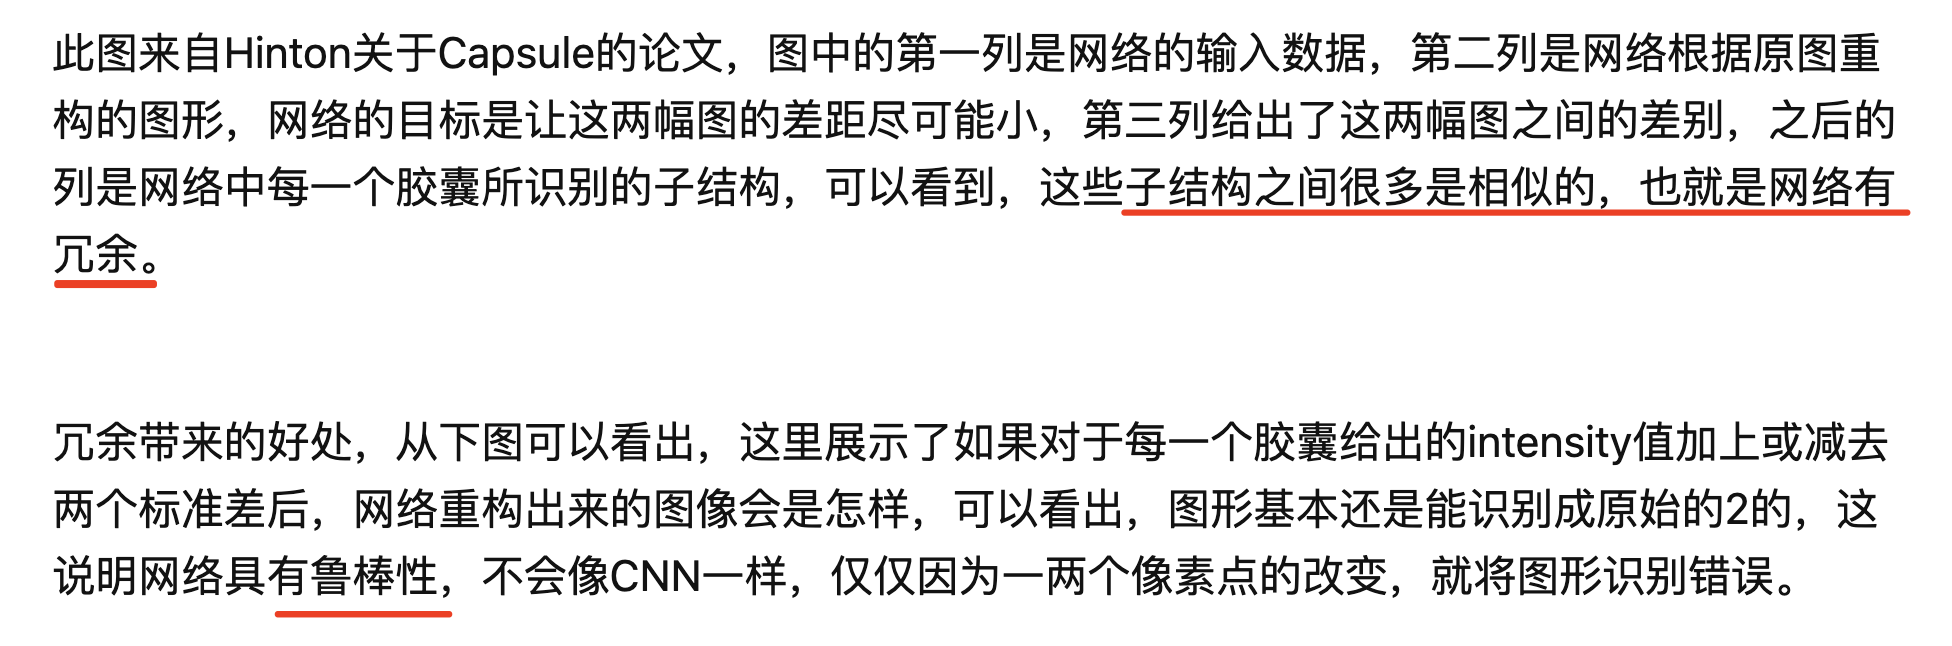 此图来自Hinton关于Capsule的论文，图中的第一列是网络的输入数据，第二列是网络根据原图重
构的图形，网络的目标是让这两幅图的差距尽可能小，第三列给出了这两幅图之间的差别，之后的
列是网络中每一个胶囊所识别的子结构，可以看到，这些子结构之间很多是相似的，也就是网络有
冗余。
冗余带来的好处，从下图可以看出，这里展示了如果对于每一个胶囊给出的intensity值加上或减去
两个标准差后，网络重构出来的图像会是怎样，可以看出，图形基本还是能识别成原始的2的，这
说明网络具有鲁棒性，不会像CNN一样，仅仅因为一两个像素点的改变，就将图形识别错误。